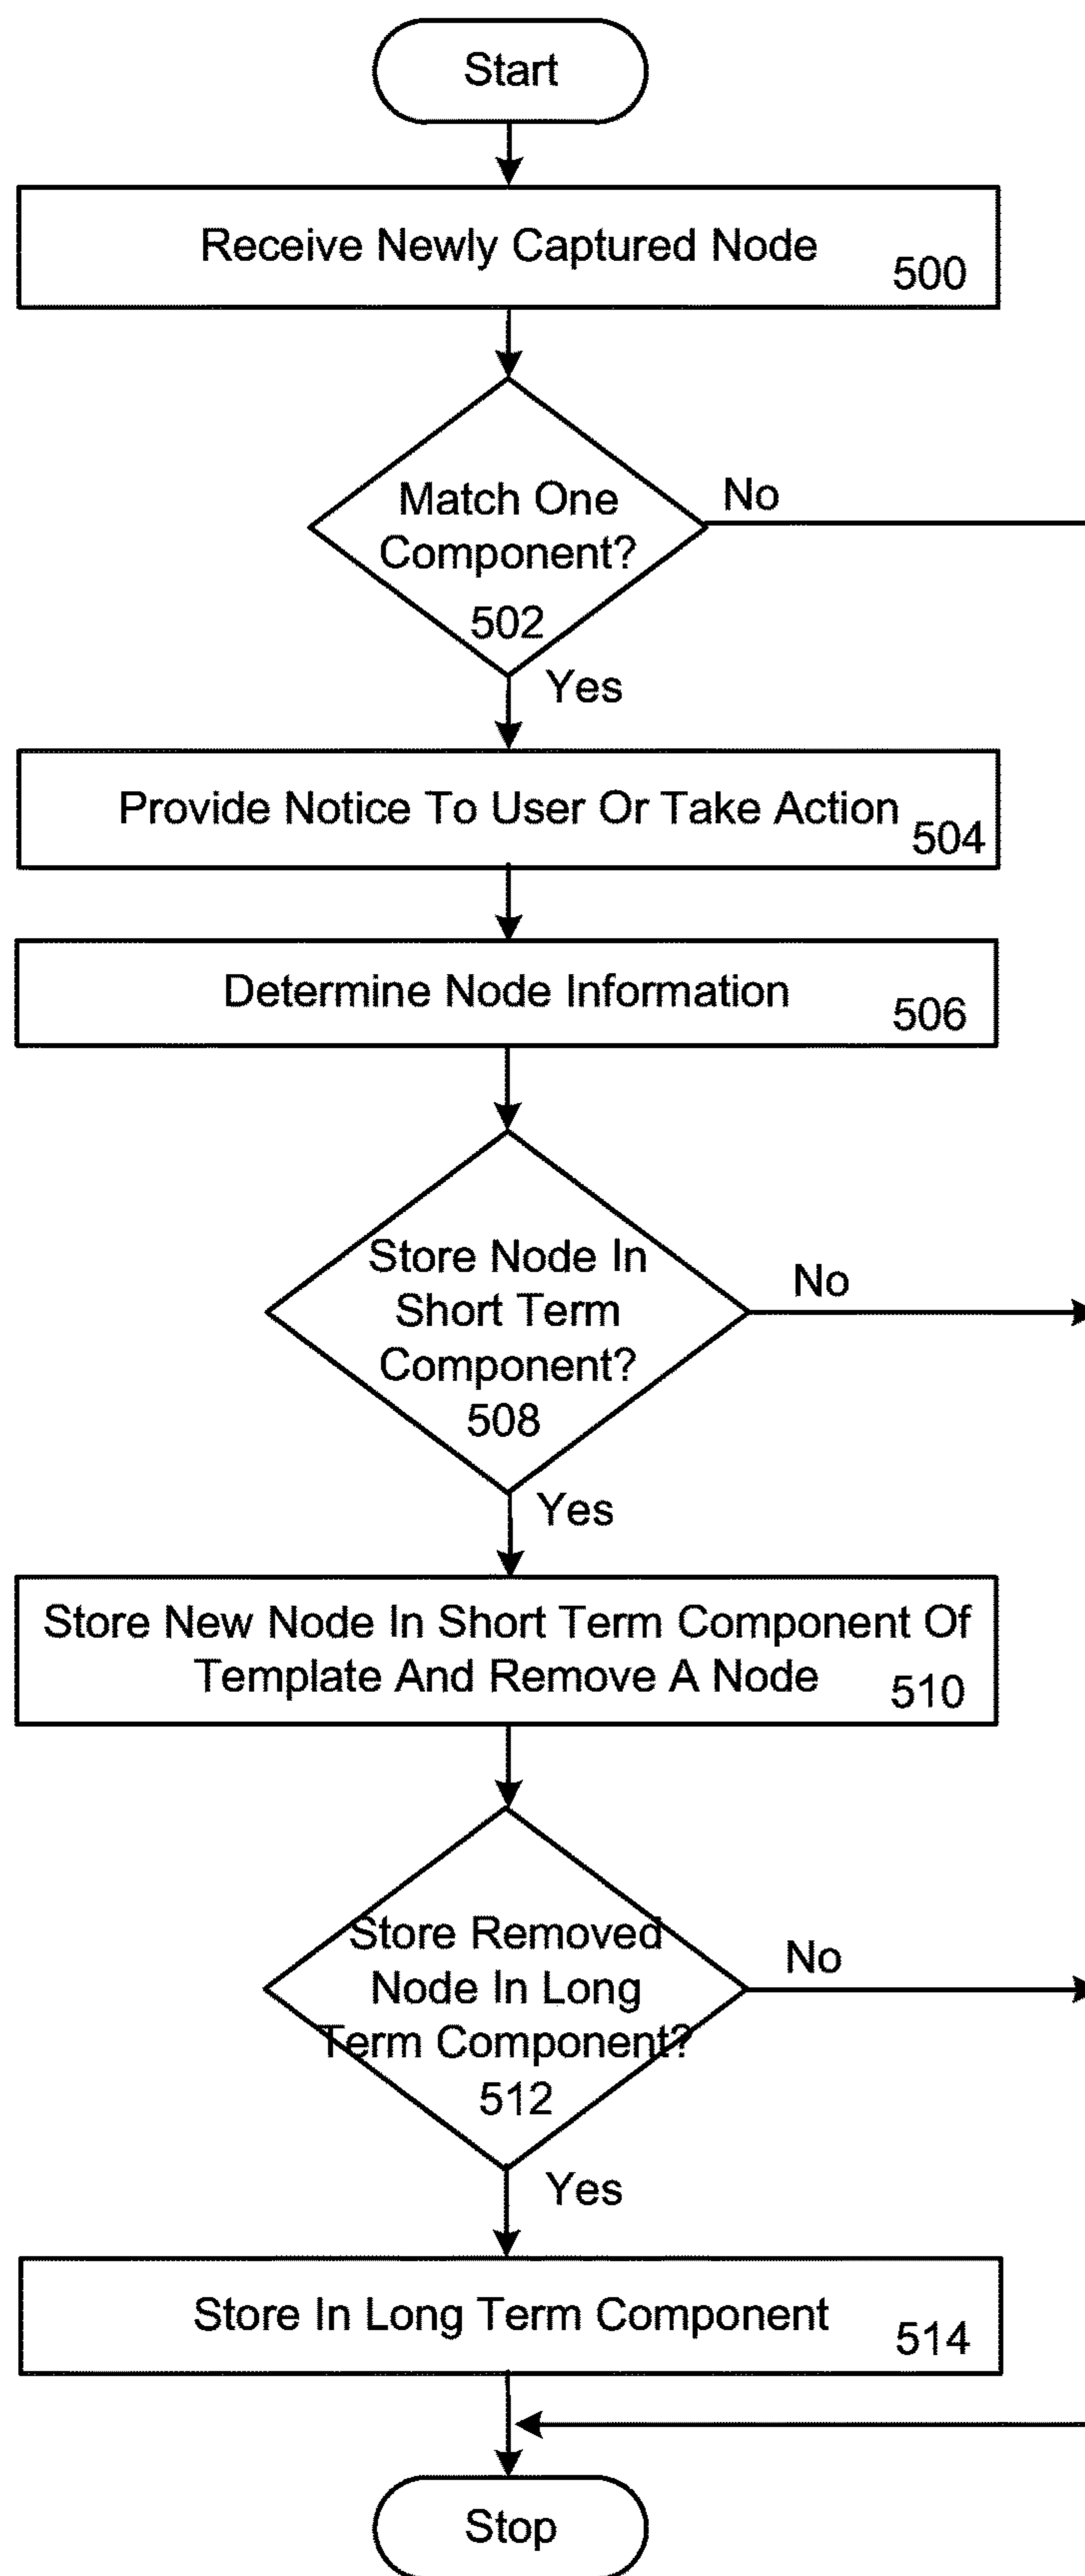 Start
Receive Newly Captured Node
500
Match One
Component?
502
No
Yes
Provide Notice To User Or Take Action
504
Determine Node Information
506
Store Node In
Short Term
Component?
508
No
Yes
Store New Node In Short Term Component Of
Template And Remove A Node
510
Store Removed
Node In Long
Term Component?
512
No
Yes
Store In Long Term Component
514
Stop